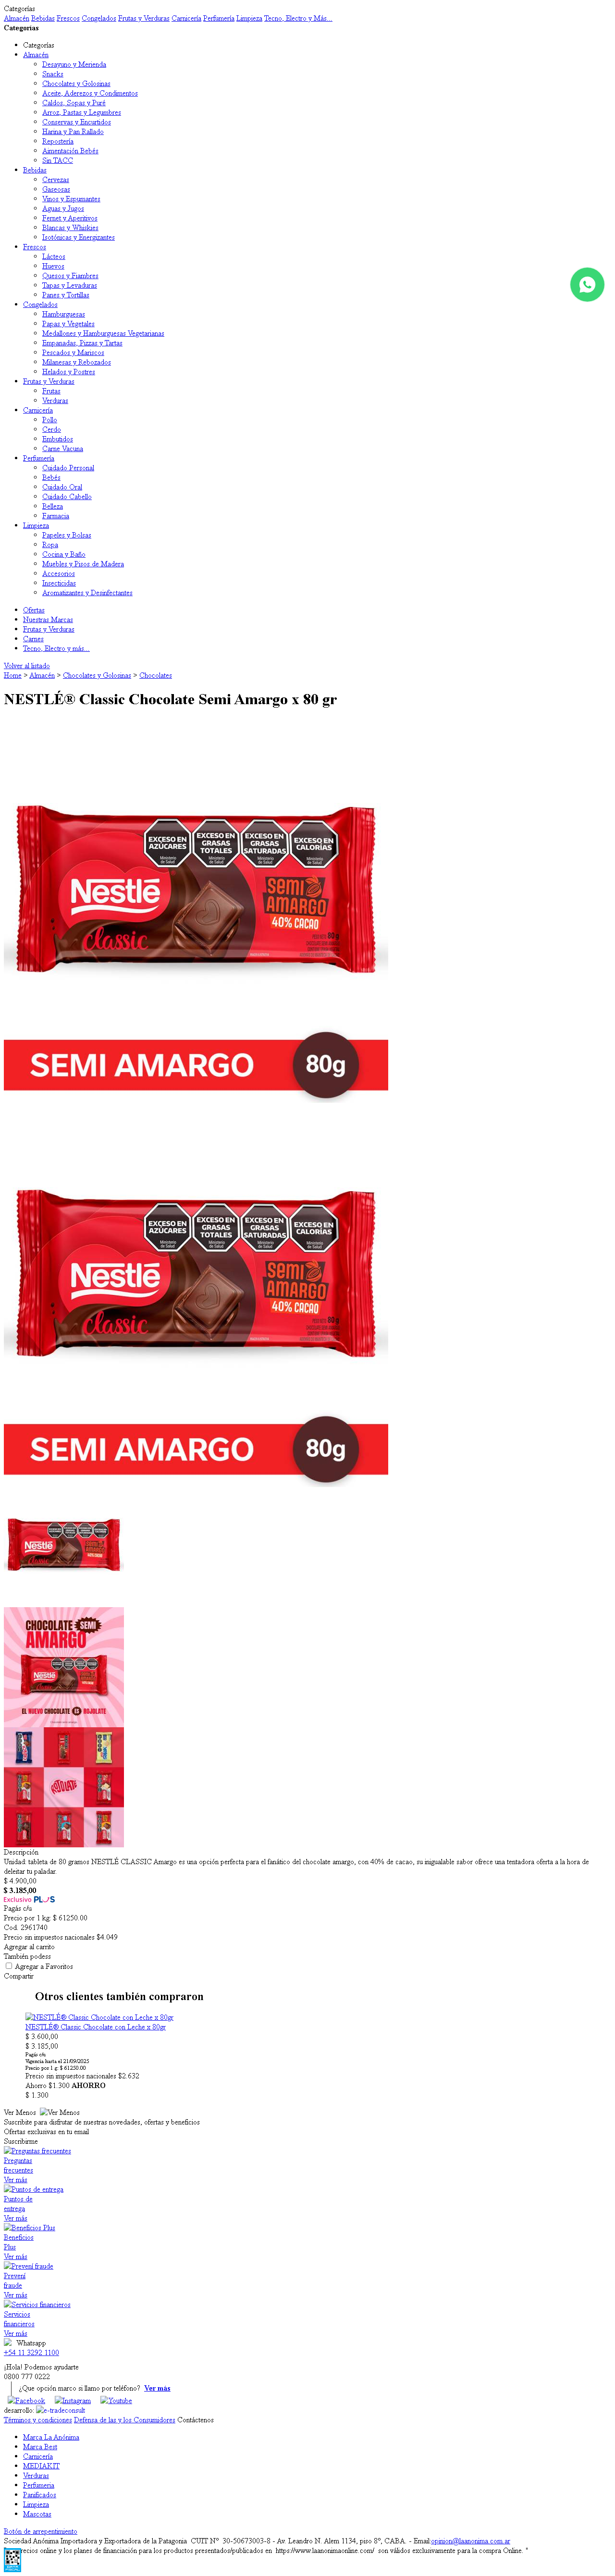 Categorías
Almacén Bebidas Frescos Congelados Frutas y Verduras Carnicería Perfumería Limpieza Tecno, Electro y Más...
Categorías
Categorías
Almacén
Desayuno y Merienda
Snacks
Chocolates y Golosinas
Aceite, Aderezos y Condimentos
Caldos, Sopas y Puré
Arroz, Pastas y Legumbres
Conservas y Encurtidos
Harina y Pan Rallado
Repostería
Aimentación Bebés
Sin TACC
Bebidas
Cervezas
Gaseosas
Vinos y Espumantes
Aguas y Jugos
Fernet y Aperitivos
Blancas y Whiskies
Isotónicas y Energizantes
Frescos
Lácteos
Huevos
Quesos y Fiambres
Tapas y Levaduras
Panes y Tortillas
Congelados
Hamburguesas
Papas y Vegetales
Medallones y Hamburguesas Vegetarianas
Empanadas, Pizzas y Tartas
Pescados y Mariscos
Milanesas y Rebozados
Helados y Postres
Frutas y Verduras
Frutas
Verduras
Carnicería
Pollo
Cerdo
Embutidos
Carne Vacuna
Perfumería
Cuidado Personal
Bebés
Cuidado Oral
Cuidado Cabello
Belleza
Farmacia
Limpieza
Papeles y Bolsas
Ropa
Cocina y Baño
Muebles y Pisos de Madera
Accesorios
Insecticidas
Aromatizantes y Desinfectantes
Ofertas
Nuestras Marcas
Frutas y Verduras
Carnes
Tecno, Electro y más...
Volver al listado
Home > Almacén > Chocolates y Golosinas > Chocolates
NESTLÉ® Classic Chocolate Semi Amargo x 80 gr
EXCESO EN AZÚCARES
EXCESO EN GRASAS TOTALES
EXCESO EN GRASAS SATURADAS
EXCESO EN CALORÍAS
Nestlé
classic
SEMI AMARGO
40% CACAO
SEMI AMARGO
80g
EXCESO EN AZÚCARES
EXCESO EN GRASAS TOTALES
EXCESO EN GRASAS SATURADAS
EXCESO EN CALORÍAS
Nestlé
classic
SEMI AMARGO
40% CACAO
SEMI AMARGO
80g
Nestlé
CHOCOLATE SEMI
AMARGO
Nestlé
EL NUEVO CHOCOLATE ES ROJOLATE
ROJOLATE
Descripción
Unidad: tableta de 80 gramos NESTLÉ CLASSIC Amargo es una opción perfecta para el fanático del chocolate amargo, con 40% de cacao, su inigualable sabor ofrece una tentadora oferta a la hora de
deleitar tu paladar.
$ 4.900,00
$ 3.185,00
Exclusivo PLUS
Pagás c/u
Precio por 1 kg: $ 61250.00
Cod. 2961740
Precio sin impuestos nacionales $4.049
Agregar al carrito
También podess
Agregar a Favoritos
Compartir
Otros clientes también compraron
NESTLÉ® Classic Chocolate con Leche x 80gr
NESTLÉ® Classic Chocolate con Leche x 80gr
$ 3.600,00
$ 3.185,00
Pagás c/u
Vigencia hasta el 21/09/2025
Precio por 1 g: $ 61250.00
Precio sin impuestos nacionales $2.632
Ahorro $1.300 AHORRO
$ 1.300
Ver Menos Ver Menos
Suscribite para disfrutar de nuestras novedades, ofertas y beneficios
Ofertas exclusivas en tu email
Suscribirme
Preguntas frecuentes
Preguntas
frecuentes
Ver más
Puntos de entrega
Puntos de
entrega
Ver más
Beneficios Plus
Beneficios
Plus
Ver más
Prevení fraude
Prevení
fraude
Ver más
Servicios financieros
Servicios
financieros
Ver más
Whatsapp
+54 11 3292 1100
¡Hola! Podemos ayudarte
0800 777 0222
¿Que opción marco si llamo por teléfono? Ver más
Facebook Instagram Youtube
desarrollo: e-tradeconsult
Términos y condiciones Defensa de las y los Consumidores Contáctenos
Marca La Anónima
Marca Best
Carnicería
MEDIAKIT
Verduras
Perfumeria
Panificados
Limpieza
Mascotas
Botón de arrepentimiento
Sociedad Anónima Importadora y Exportadora de la Patagonia CUIT Nº 30-50673003-8 - Av. Leandro N. Alem 1134, piso 8º, CABA. - Email:opinion@laanonima.com.ar
precios online y los planes de financiación para los productos presentados/publicados en https://www.laanonimaonline.com/ son válidos exclusivamente para la compra Online. "